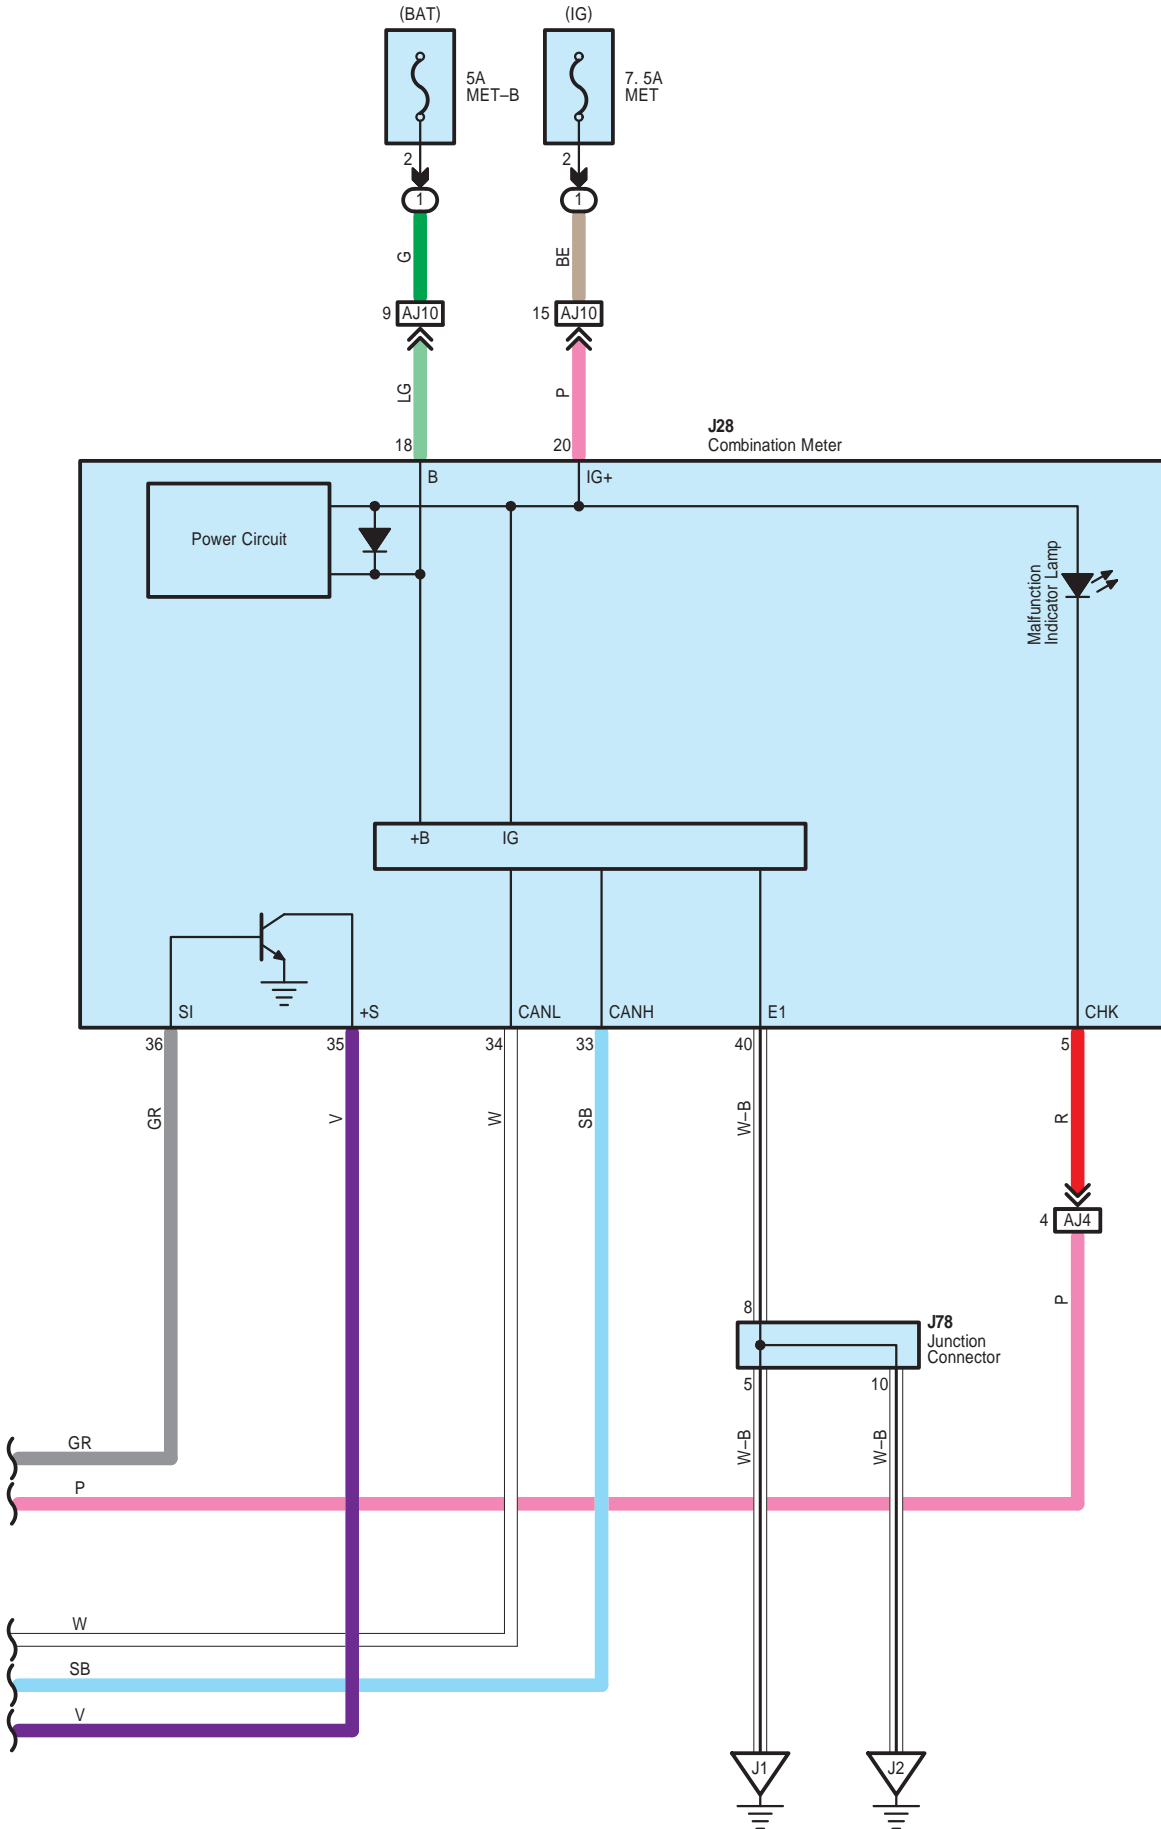 (BAT)
(IG)
5A
MET–B
7. 5A
MET
2
2
1
1
G
BE
9
AJ10
15
AJ10
LG
P
J28
Combination Meter
18
20
B
IG+
Power Circuit
Malfunction
Indicator Lamp
+B
IG
SI
+S
CANL
CANH
E1
CHK
36
35
34
33
40
5
GR
V
W
SB
W–B
R
4
AJ4
P
8
J78
Junction
Connector
5
10
W–B
W–B
GR
P
W
SB
V
J1
J2